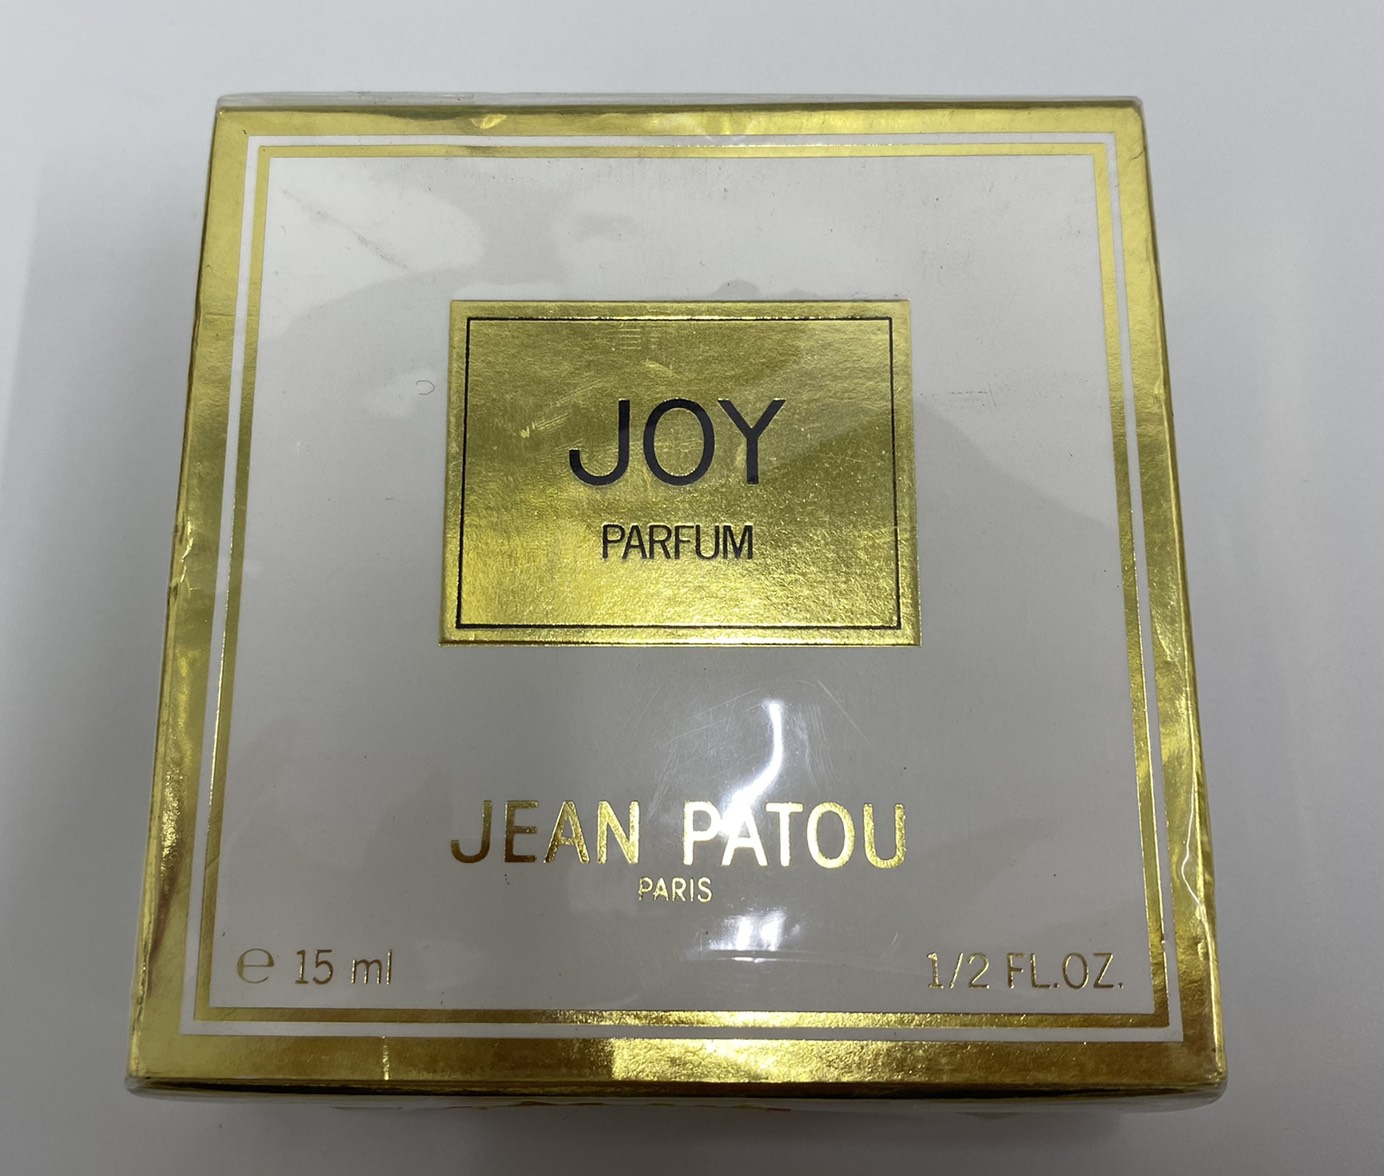 JOY
PARFUM
JEAN PATOU
PARIS
℮ 15 ml
1/2 FL.OZ.